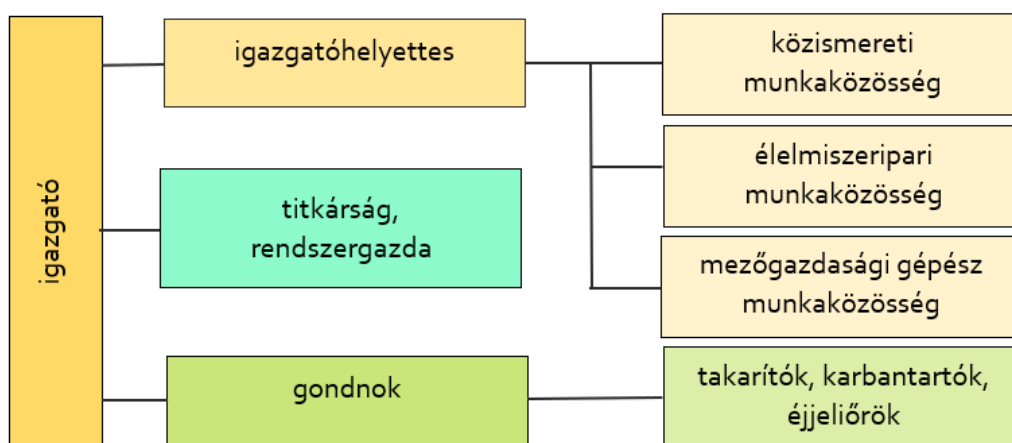 igazgató
igazgatóhelyettes
közismereti
munkaközösség
élelmiszeripari
munkaközösség
mezőgazdasági gépész
munkaközösség
titkárság,
rendszergazda
gondnok
takarítók, karbantartók,
éjjeliőrök